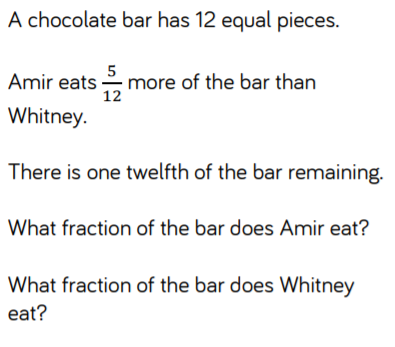 A chocolate bar has 12 equal pieces.
Amir eats 5/12 more of the bar than
Whitney.
There is one twelfth of the bar remaining.
What fraction of the bar does Amir eat?
What fraction of the bar does Whitney
eat?